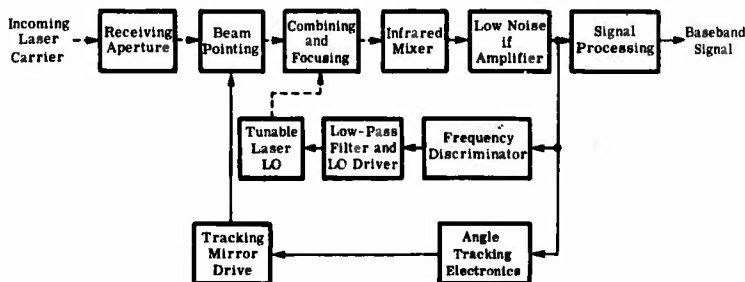 Incoming
Laser
Carrier
Receiving
Aperture
Beam
Pointing
Combining
and
Focusing
Infrared
Mixer
Low Noise
if
Amplifier
Signal
Processing
Baseband
Signal
Tunable
Laser
LO
Low-Pass
Filter and
LO Driver
Frequency
Discriminator
Tracking
Mirror
Drive
Angle
Tracking
Electronics